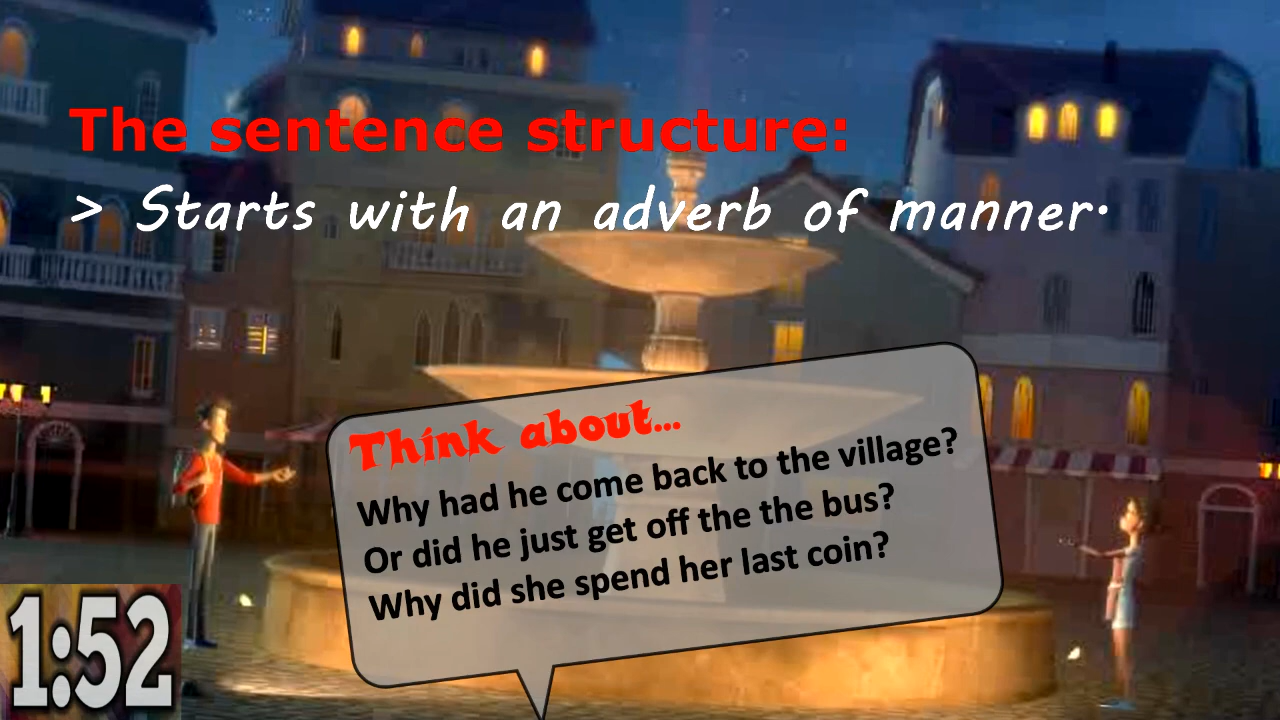 The sentence structure:
> Starts with an adverb of manner.
Think about...
Why had he come back to the village?
Or did he just get off the the bus?
Why did she spend her last coin?
1:52